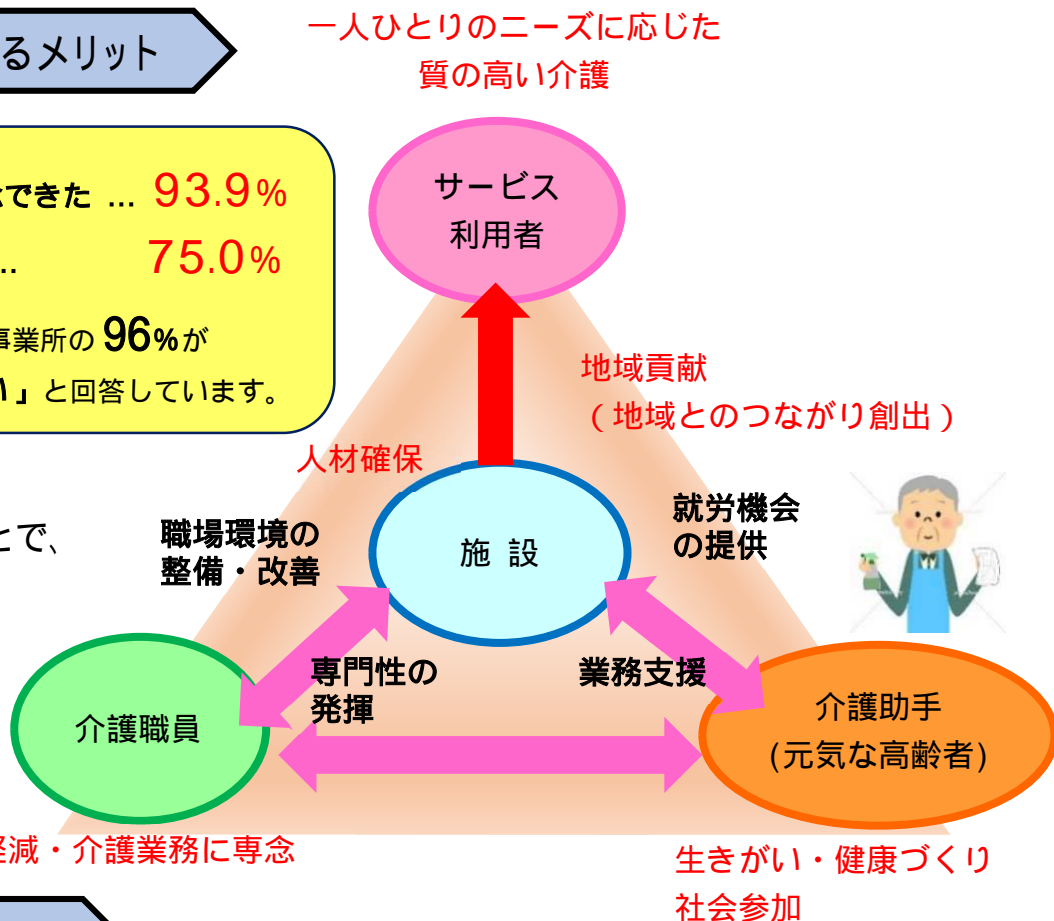 るメリット
一人ひとりのニーズに応じた
質の高い介護
できた … 93.9%
… 75.0%
事業所の 96%が
い」と回答しています。
サービス
利用者
地域貢献
（地域とのつながり創出）
人材確保
とで、
職場環境の
整備・改善
施 設
就労機会
の提供
専門性の
発揮
業務支援
介護職員
介護助手
(元気な高齢者)
軽減・介護業務に専念
生きがい・健康づくり
社会参加